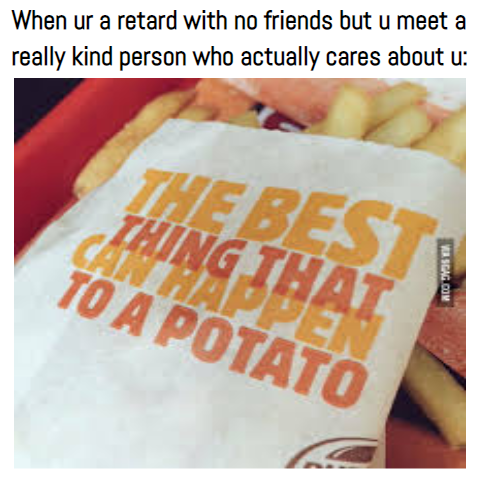 When ur a retard with no friends but u meet a
really kind person who actually cares about u:
THE BEST
THING THAT
CAN HAPPEN
TO A POTATO
VIA 9GAG.COM